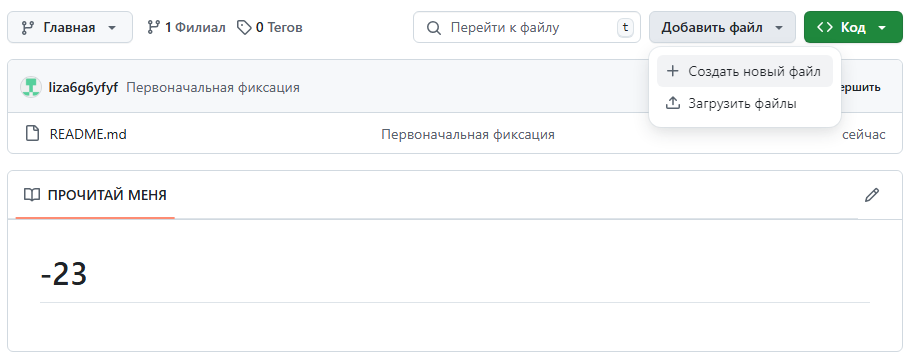 Главная 1 Филиал 0 Тегов Перейти к файлу t Добавить файл Код
Создать новый файл
Загрузить файлы
liza6g6yfyf Первоначальная фиксация
README.md Первоначальная фиксация сейчас
ПРОЧИТАЙ МЕНЯ
-23